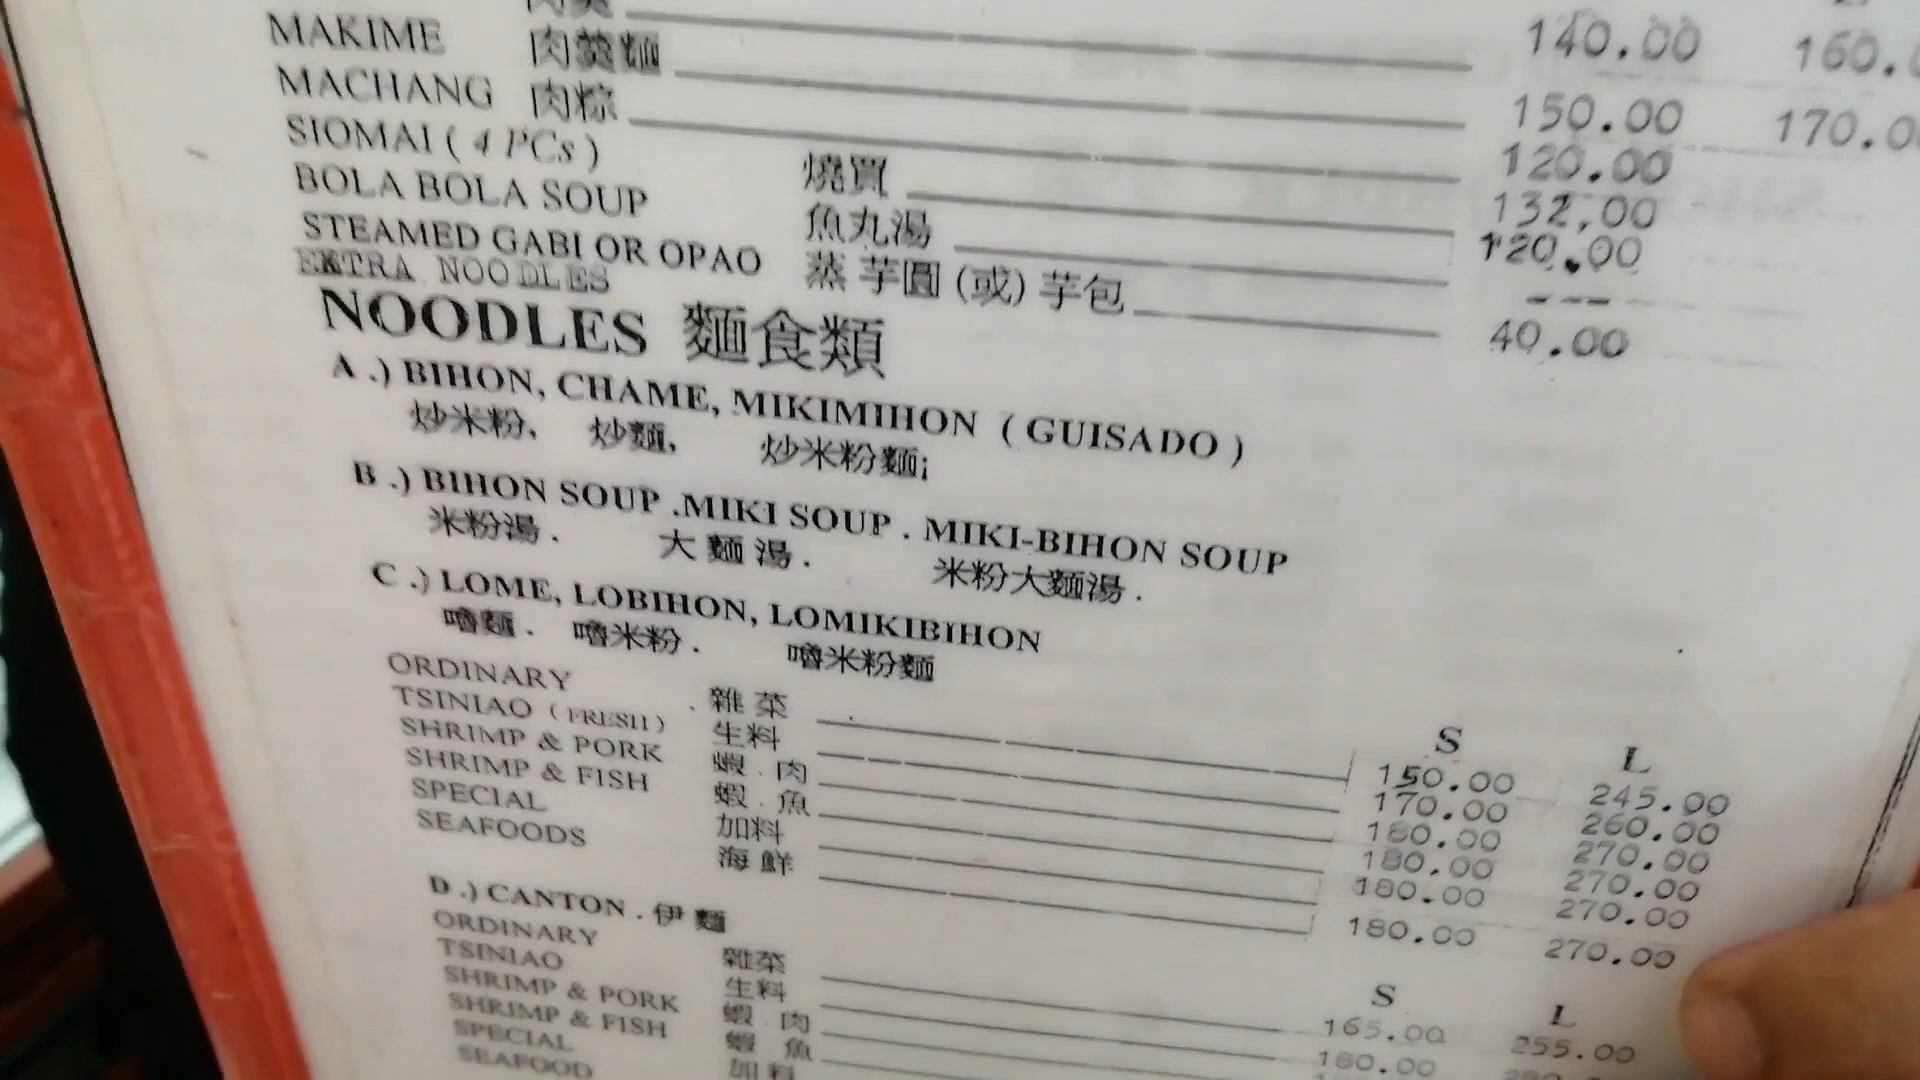 140.00 160.
MAKIME 肉羹麵 150.00 170.0
MACHANG 肉粽 120.00
SIOMAI ( 4 PCs ) 燒買 132,00
BOLA BOLA SOUP 魚丸湯 120.00
STEAMED GABI OR OPAO 蒸 芋圓 (或) 芋包 ---
EXTRA NOODLES 40.00
NOODLES 麵食類
A .) BIHON, CHAME, MIKIMIHON ( GUISADO )
炒米粉, 炒麵, 炒米粉麵;
B .) BIHON SOUP .MIKI SOUP . MIKI-BIHON SOUP
米粉湯 . 大 麵 湯 . 米粉大麵湯 .
C .) LOME, LOBIHON, LOMIKIBIHON
嚕麵 . 嚕米粉 . 嚕米粉麵
S L
ORDINARY 雜 菜 150.00 245.00
TSINIAO ( FRESH ) 生料 170.00 260.00
SHRIMP & PORK 蝦 . 肉 180.00 270.00
SHRIMP & FISH 蝦 . 魚 180.00 270.00
SPECIAL 加料 180.00 270.00
SEAFOODS 海 鮮 180.00 270.00
D .) CANTON . 伊 麵
S L
ORDINARY 雜菜 165.00 255.00
TSINIAO 生料 180.00
SHRIMP & PORK 蝦 . 肉
SHRIMP & FISH 蝦 . 魚
SPECIAL 加料
SEAFOOD